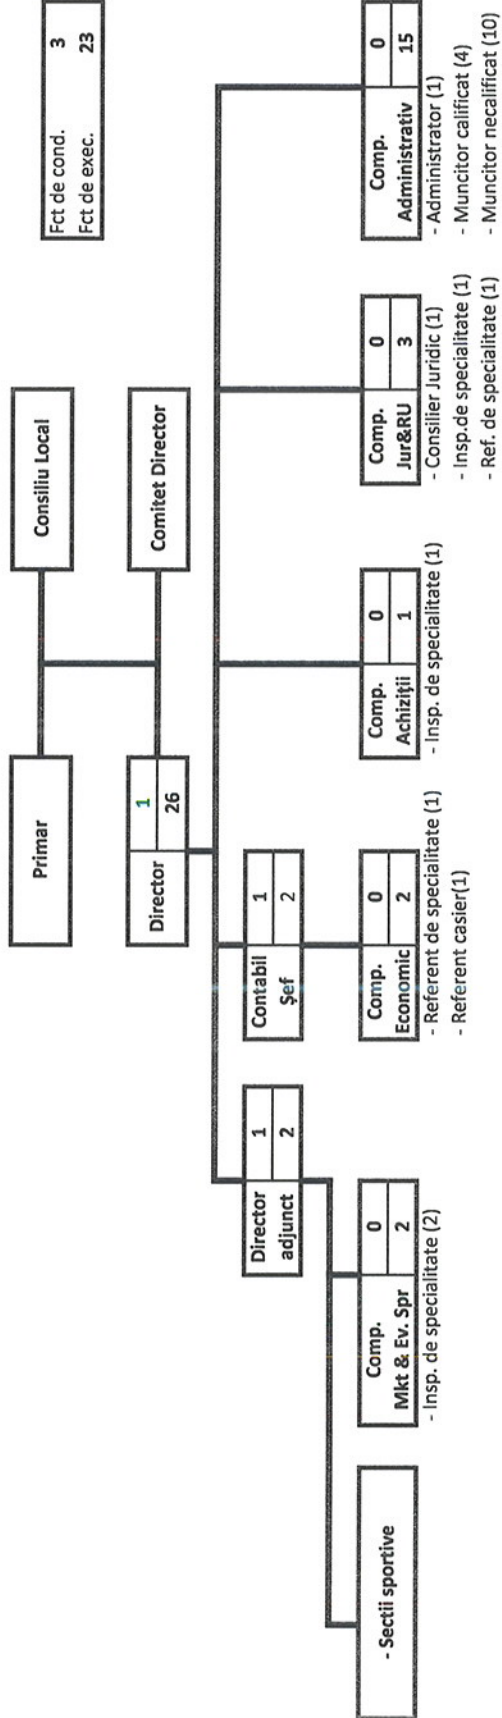 Primar
Consiliu Local
Fct de cond. 3
Fct de exec. 23
Director 1
26
Comitet Director
Director adjunct 1
2
Contabil Șef 1
2
- Sectii sportive
Comp. 0
Mkt & Ev. Spr 2
- Insp. de specialitate (2)
Comp. 0
Economic 2
- Referent de specialitate (1)
- Referent casier(1)
Comp. 0
Achiziții 1
- Insp. de specialitate (1)
Comp. 0
Jur&RU 3
- Consilier Juridic (1)
- Insp.de specialitate (1)
- Ref. de specialitate (1)
Comp. 0
Administrativ 15
- Administrator (1)
- Muncitor calificat (4)
- Muncitor necalificat (10)